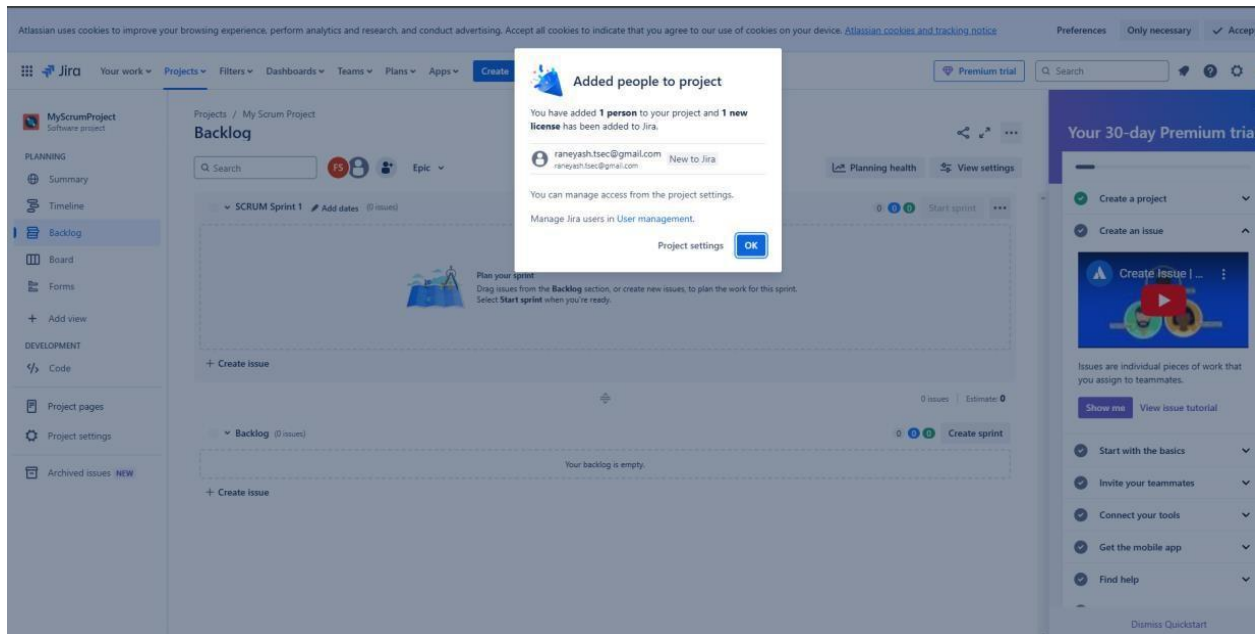 Atlassian uses cookies to improve your browsing experience, perform analytics and research, and conduct advertising. Accept all cookies to indicate that you agree to our use of cookies on your device. Atlassian cookies and tracking notice
Preferences Only necessary Accep
Jira Your work Projects Filters Dashboards Teams Plans Apps Create Premium trial Search
Added people to project
You have added 1 person to your project and 1 new
license has been added to Jira.
raneyash.tsec@gmail.com New to Jira
raneyash.tsec@gmail.com
You can manage access from the project settings.
Manage Jira users in User management.
Project settings OK
MyScrumProject
Software project
PLANNING
Summary
Timeline
Backlog
Board
Forms
+ Add view
DEVELOPMENT
Code
Project pages
Project settings
Archived issues NEW
Projects / My Scrum Project
Backlog
Search FS Epic Planning health View settings
SCRUM Sprint 1 Add dates (0 issues) 0 0 0 Start sprint
Plan your sprint
Drag issues from the Backlog section, or create new issues, to plan the work for this sprint.
Select Start sprint when you're ready.
+ Create issue
0 issues | Estimate: 0
Backlog (0 issues) 0 0 0 Create sprint
Your backlog is empty.
+ Create issue
Your 30-day Premium tria
Create a project
Create an issue
Create Issue | ...
Issues are individual pieces of work that
you assign to teammates.
Show me View issue tutorial
Start with the basics
Invite your teammates
Connect your tools
Get the mobile app
Find help
Dismiss Quickstart